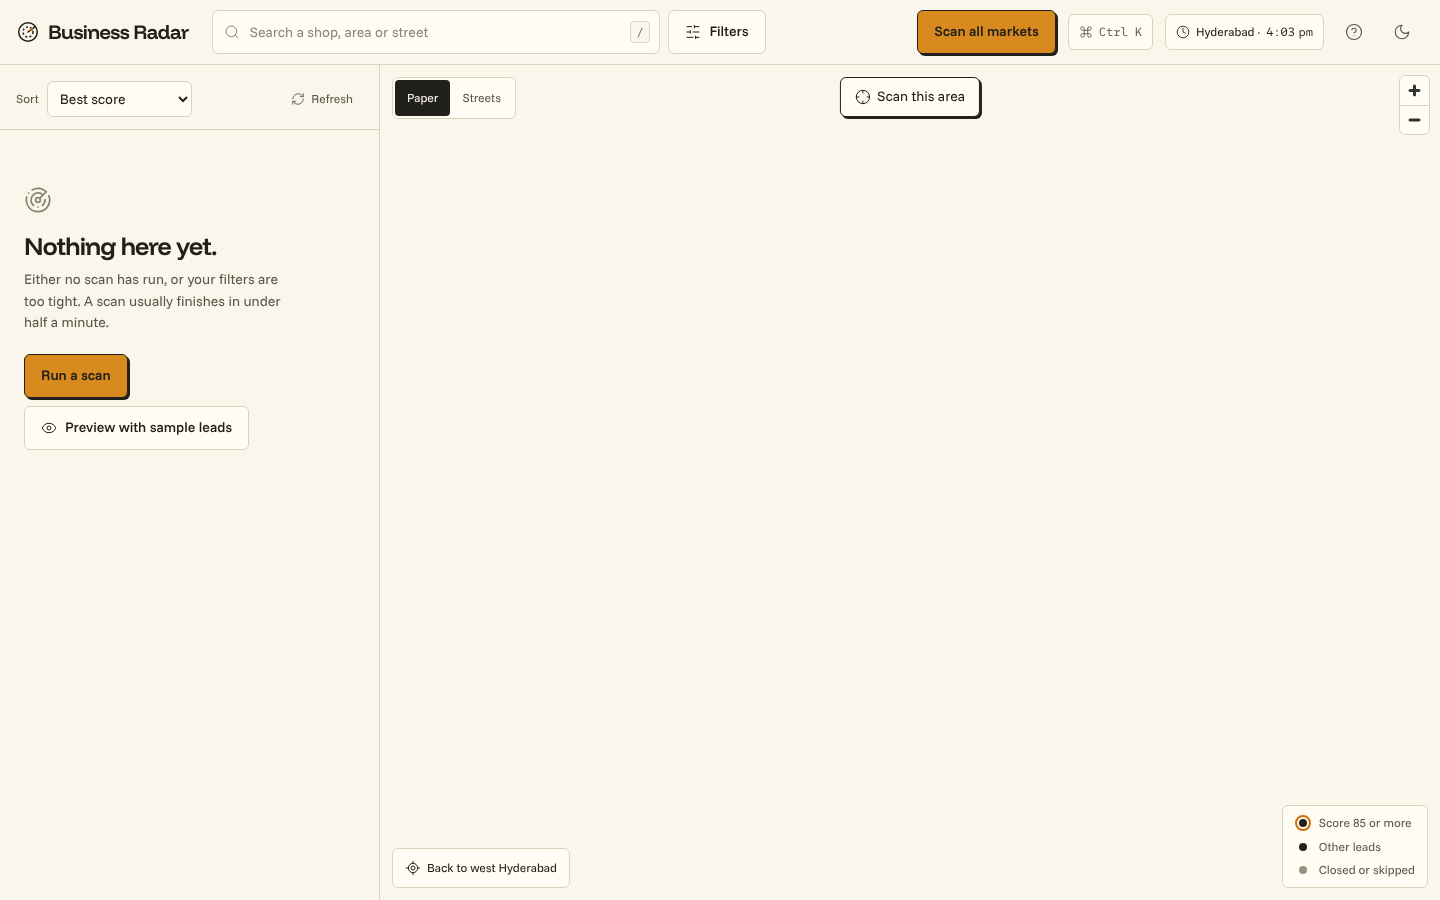 Business Radar
Search a shop, area or street
/
Filters
Scan all markets
⌘ Ctrl K
Hyderabad · 4:03 pm
Sort
Best score
Refresh
Paper
Streets
Scan this area
+
−
Nothing here yet.
Either no scan has run, or your filters are
too tight. A scan usually finishes in under
half a minute.
Run a scan
Preview with sample leads
Back to west Hyderabad
Score 85 or more
Other leads
Closed or skipped